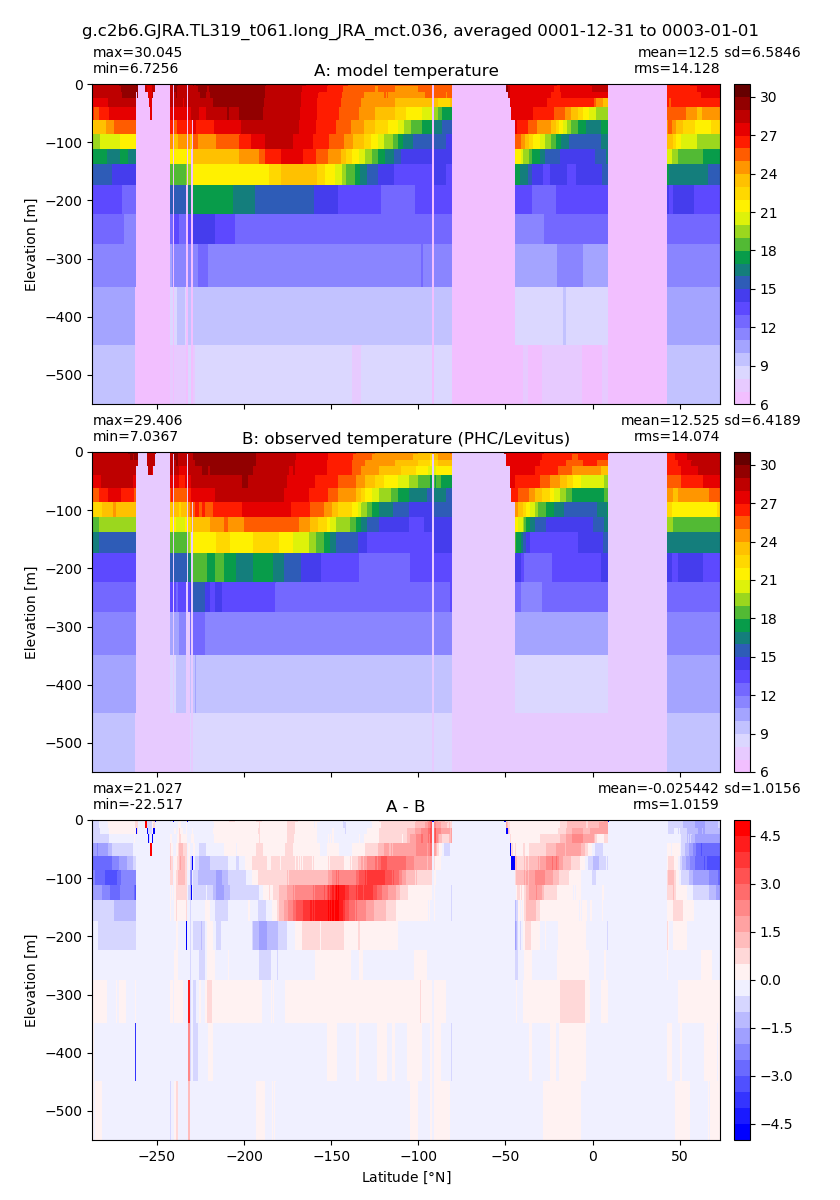 g.c2b6.GJRA.TL319_t061.long_JRA_mct.036, averaged 0001-12-31 to 0003-01-01
max=30.045
mean=12.5 sd=6.5846
min=6.7256
A: model temperature
rms=14.128
0
−100
−200
−300
−400
−500
Elevation [m]
30
27
24
21
18
15
12
9
6
max=29.406
mean=12.525 sd=6.4189
min=7.0367
B: observed temperature (PHC/Levitus)
rms=14.074
0
−100
−200
−300
−400
−500
Elevation [m]
30
27
24
21
18
15
12
9
6
max=21.027
mean=-0.025442 sd=1.0156
min=-22.517
A - B
rms=1.0159
0
−100
−200
−300
−400
−500
Elevation [m]
4.5
3.0
1.5
0.0
−1.5
−3.0
−4.5
−250 −200 −150 −100 −50 0 50
Latitude [°N]